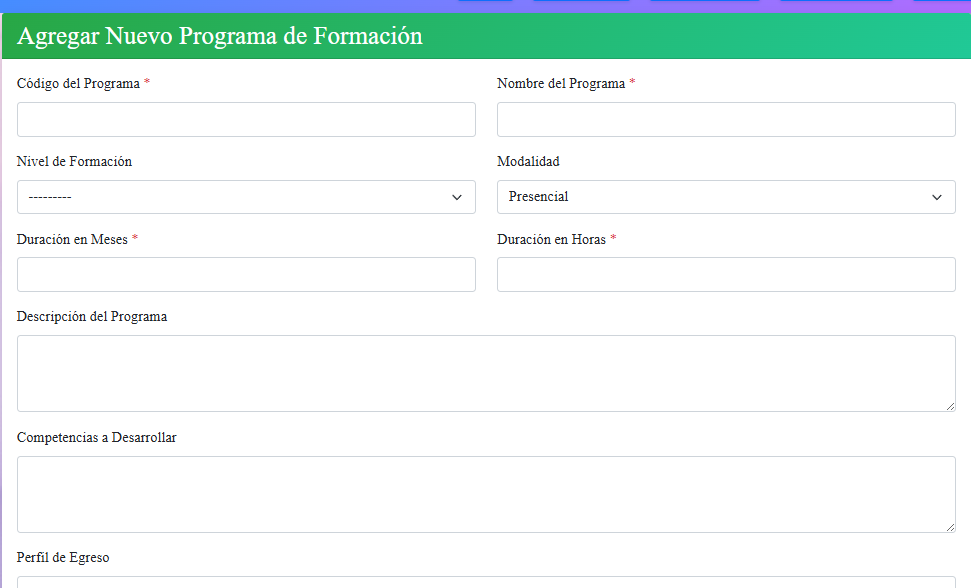 Agregar Nuevo Programa de Formación
Código del Programa *
Nombre del Programa *
Nivel de Formación
Modalidad
---------
Presencial
Duración en Meses *
Duración en Horas *
Descripción del Programa
Competencias a Desarrollar
Perfil de Egreso